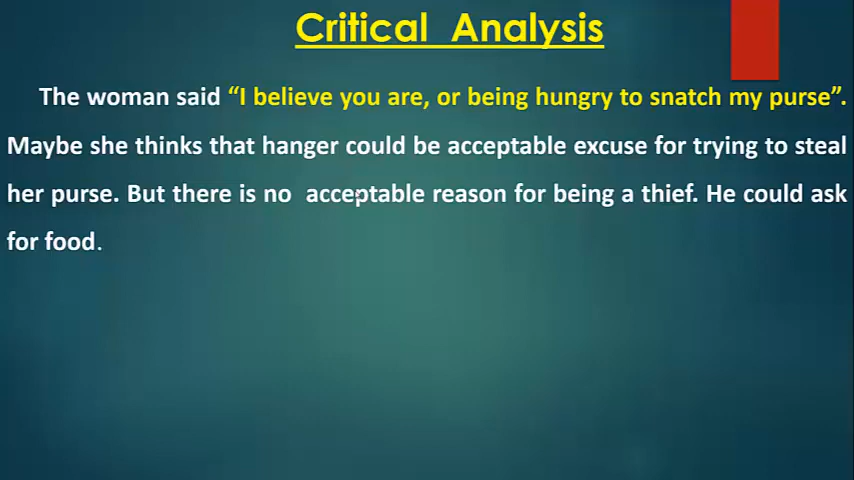 Critical Analysis
The woman said “I believe you are, or being hungry to snatch my purse”.
Maybe she thinks that hanger could be acceptable excuse for trying to steal
her purse. But there is no acceptable reason for being a thief. He could ask
for food.